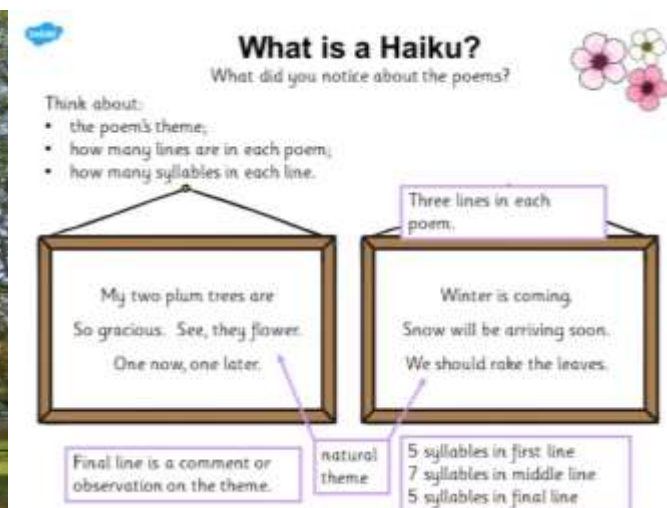 What is a Haiku?
What did you notice about the poems?
Think about:
• the poem's theme;
• how many lines are in each poem;
• how many syllables in each line.
Three lines in each
poem.
My two plum trees are
So gracious. See, they flower.
One now, one later.
Winter is coming.
Snow will be arriving soon.
We should rake the leaves.
Final line is a comment or
observation on the theme.
natural
theme
5 syllables in first line
7 syllables in middle line
5 syllables in final line